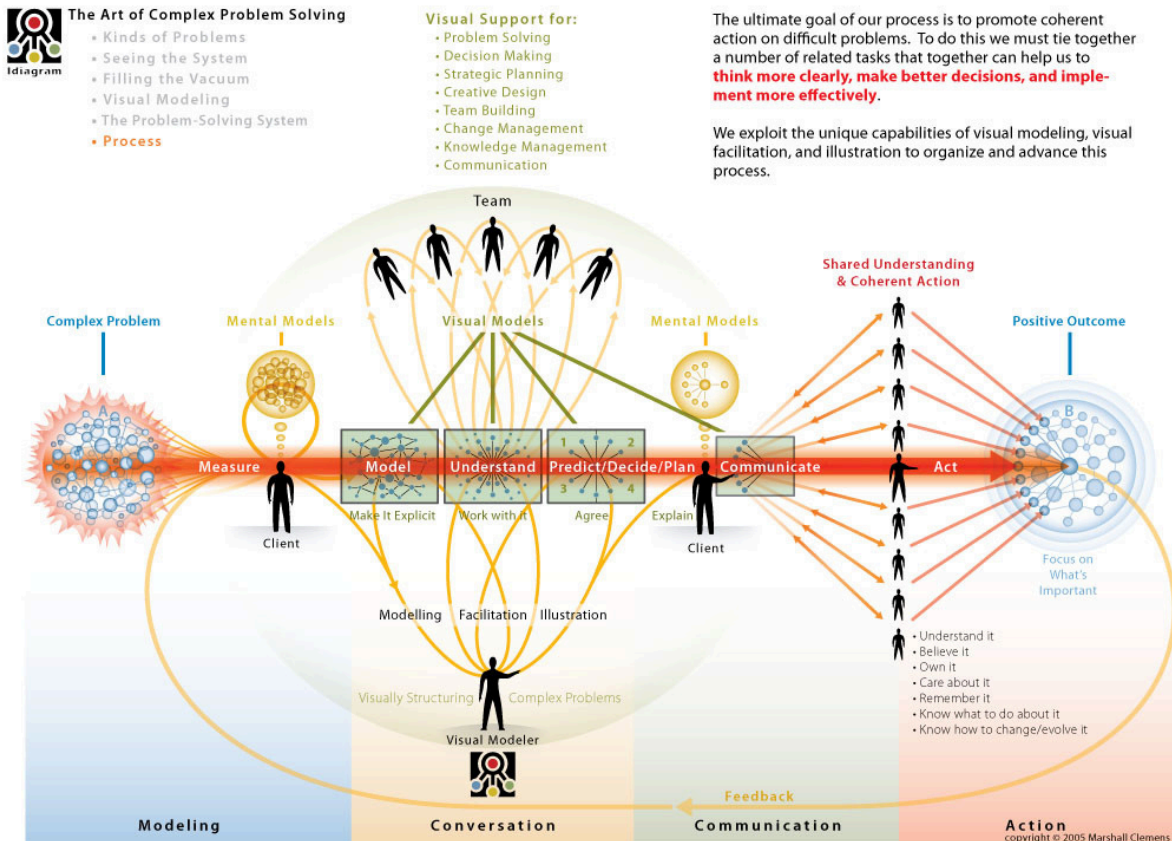 The Art of Complex Problem Solving
• Kinds of Problems
• Seeing the System
• Filling the Vacuum
• Visual Modeling
• The Problem-Solving System
• Process
Idiagram
Visual Support for:
• Problem Solving
• Decision Making
• Strategic Planning
• Creative Design
• Team Building
• Change Management
• Knowledge Management
• Communication
The ultimate goal of our process is to promote coherent
action on difficult problems. To do this we must tie together
a number of related tasks that together can help us to
think more clearly, make better decisions, and imple-
ment more effectively.
We exploit the unique capabilities of visual modeling, visual
facilitation, and illustration to organize and advance this
process.
Team
Shared Understanding
& Coherent Action
Complex Problem
Mental Models
Visual Models
Mental Models
Positive Outcome
A
B
1
2
Measure
Model
Understand
Predict/Decide/Plan
Communicate
Act
3
4
Make It Explicit
Work with it
Agree
Explain
Client
Client
Focus on
What's
Important
Modelling
Facilitation
Illustration
• Understand it
• Believe it
• Own it
• Care about it
• Remember it
• Know what to do about it
• Know how to change/evolve it
Visually Structuring
Complex Problems
Visual Modeler
Feedback
Modeling
Conversation
Communication
Action
copyright © 2005 Marshall Clemens